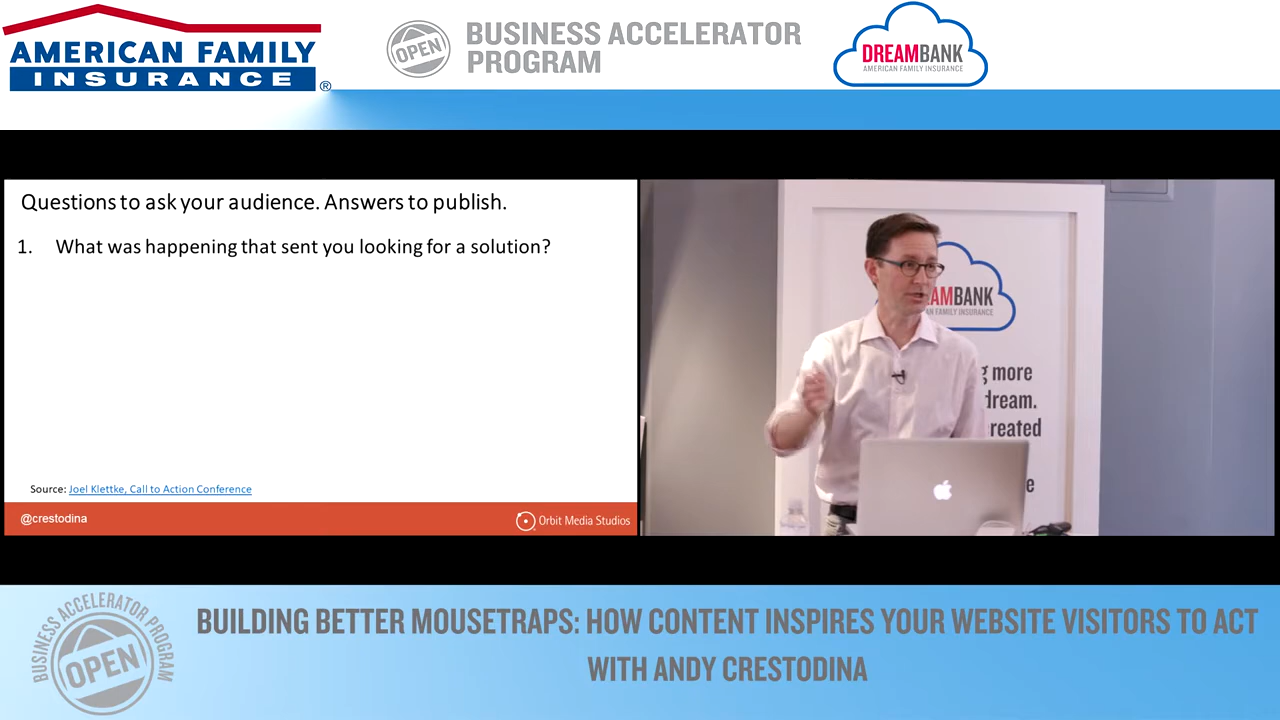 AMERICAN FAMILY
INSURANCE ®
OPEN
BUSINESS ACCELERATOR
PROGRAM
DREAMBANK
AMERICAN FAMILY INSURANCE
Questions to ask your audience. Answers to publish.
1. What was happening that sent you looking for a solution?
Source: Joel Klettke, Call to Action Conference
@crestodina
Orbit Media Studios
AMBANK
AN FAMILY INSURANCE
g more
dream.
reated
e
BUSINESS ACCELERATOR PROGRAM
OPEN
BUILDING BETTER MOUSETRAPS: HOW CONTENT INSPIRES YOUR WEBSITE VISITORS TO ACT
WITH ANDY CRESTODINA